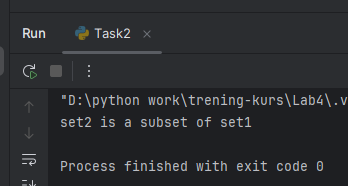 Run
Task2
"D:\python work\trening-kurs\Lab4\.v
set2 is a subset of set1
Process finished with exit code 0